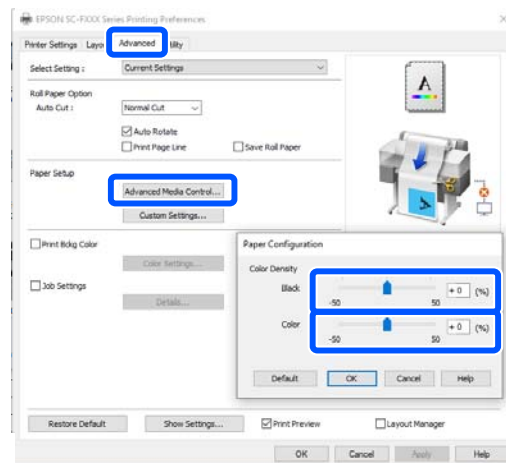 EPSON SC-FXXX Series Printing Preferences
Printer Settings Layo Advanced tility
Select Setting : Current Settings
Roll Paper Option
Auto Cut : Normal Cut
Auto Rotate
Print Page Line Save Roll Paper
Paper Setup
Advanced Media Control...
Custom Settings...
Print Bckg Color
Color Settings...
Job Settings
Details...
A
Paper Configuration
Color Density
Black + 0 (%)
-50 50
Color + 0 (%)
-50 50
Default OK Cancel Help
Restore Default Show Settings... Print Preview Layout Manager
OK Cancel Apply Help